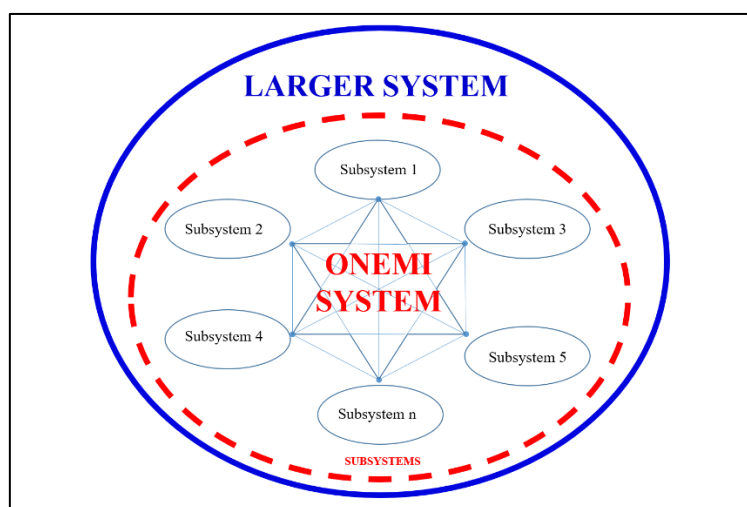 LARGER SYSTEM
Subsystem 1
Subsystem 2
Subsystem 3
ONEMI
SYSTEM
Subsystem 4
Subsystem 5
Subsystem n
SUBSYSTEMS